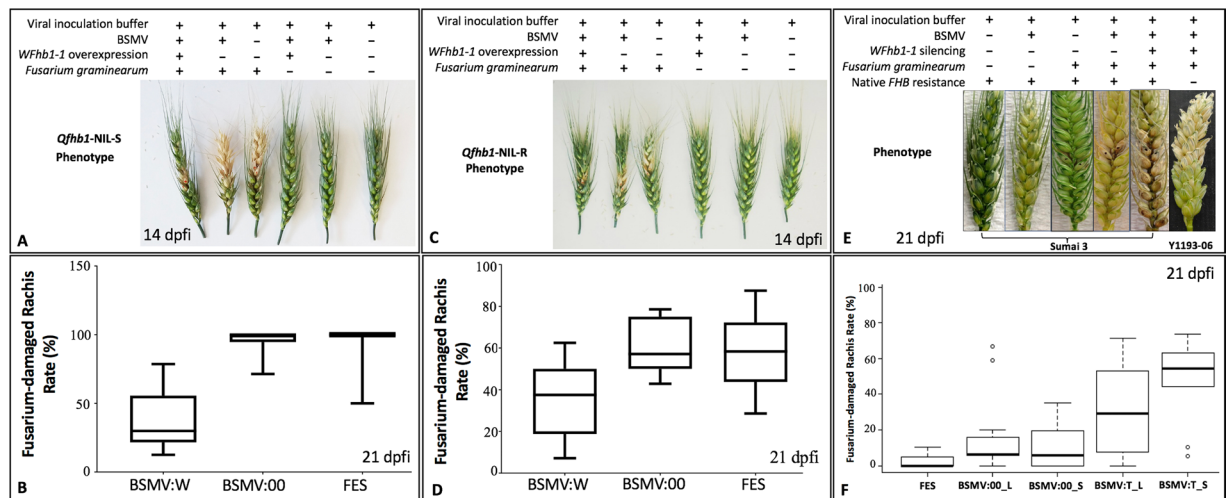 Viral inoculation buffer + + + + + +
BSMV + + – + + –
WFhb1-1 overexpression + – – + – –
Fusarium graminearum + + + – – –
Qfhb1-NIL-S
Phenotype
A
14 dpfi
Viral inoculation buffer + + + + + +
BSMV + + – + + –
WFhb1-1 overexpression + – – + – –
Fusarium graminearum + + + – – –
Qfhb1-NIL-R
Phenotype
C
14 dpfi
Viral inoculation buffer + + + + + +
BSMV – + – + + +
WFhb1-1 silencing – – – – + +
Fusarium graminearum – – + + + +
Native FHB resistance + + + + + –
Phenotype
E
21 dpfi
Sumai 3
Y1193-06
Fusarium-damaged Rachis
Rate (%)
150
100
50
0
21 dpfi
B
BSMV:W BSMV:00 FES
Fusarium-damaged Rachis
Rate (%)
100
80
60
40
20
0
21 dpfi
D
BSMV:W BSMV:00 FES
21 dpfi
Fusarium-damaged Rachis Rate (%)
100
80
60
40
20
0
F
FES BSMV:00_L BSMV:00_S BSMV:T_L BSMV:T_S